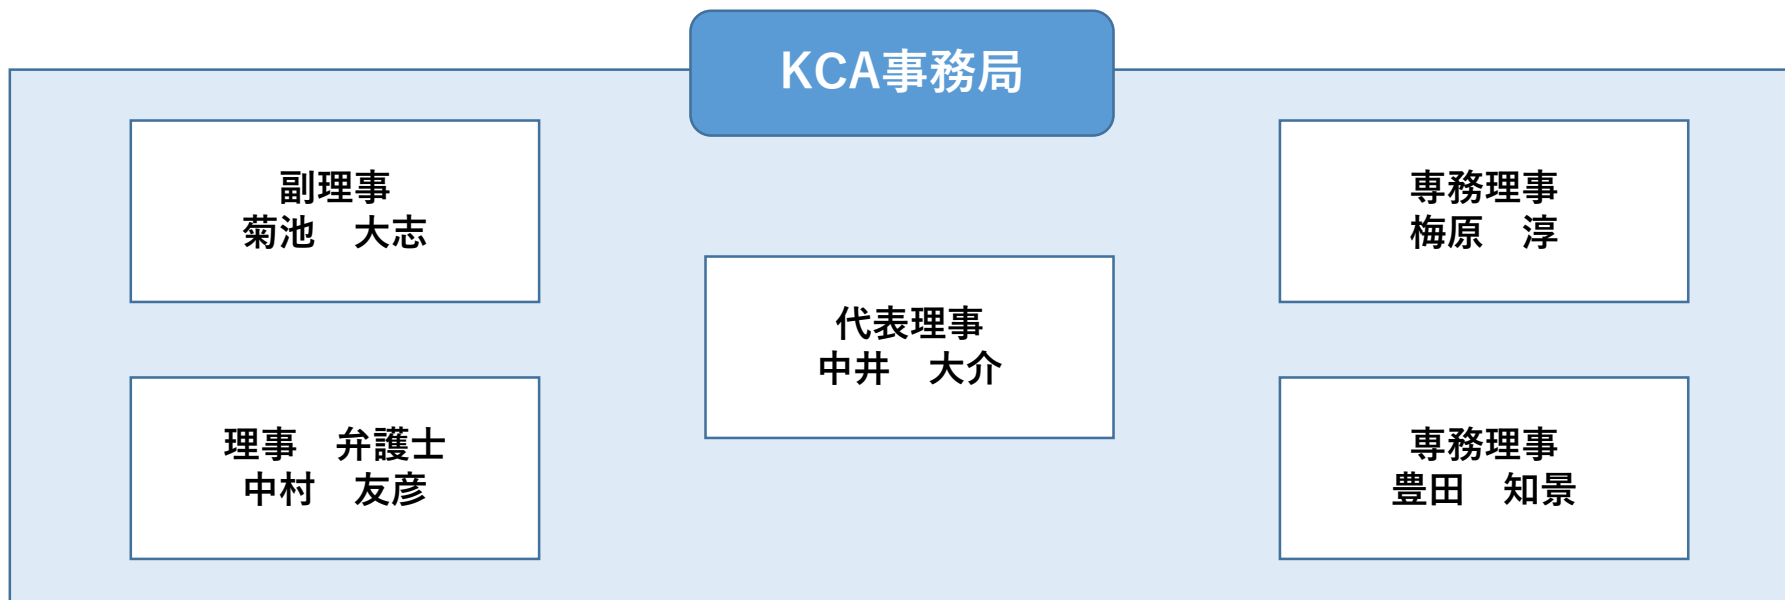 KCA事務局
副理事
菊池　大志
専務理事
梅原　淳
代表理事
中井　大介
理事　弁護士
中村　友彦
専務理事
豊田　知景